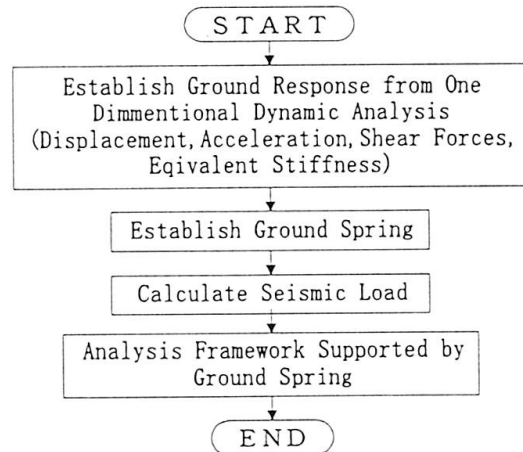 START
Establish Ground Response from One
Dimmentional Dynamic Analysis
(Displacement, Acceleration, Shear Forces,
Eqivalent Stiffness)
Establish Ground Spring
Calculate Seismic Load
Analysis Framework Supported by
Ground Spring
END